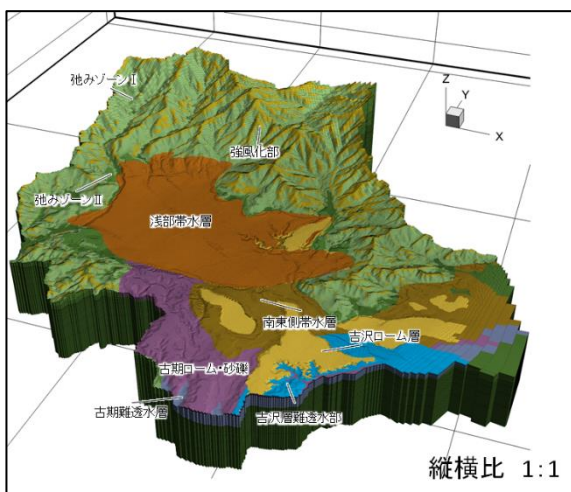 弛みゾーンⅠ
Z
Y
X
強風化部
弛みゾーンⅡ
浅部帯水層
南東側帯水層
吉沢ローム層
古期ローム・砂礫
古期難透水層
吉沢層難透水部
縦横比 1:1